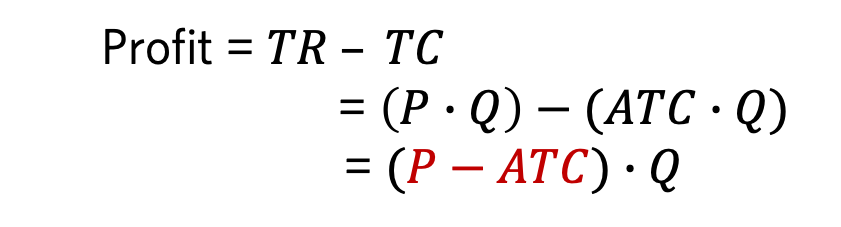 Profit = TR – TC
= (P · Q) − (ATC · Q)
= (P − ATC) · Q